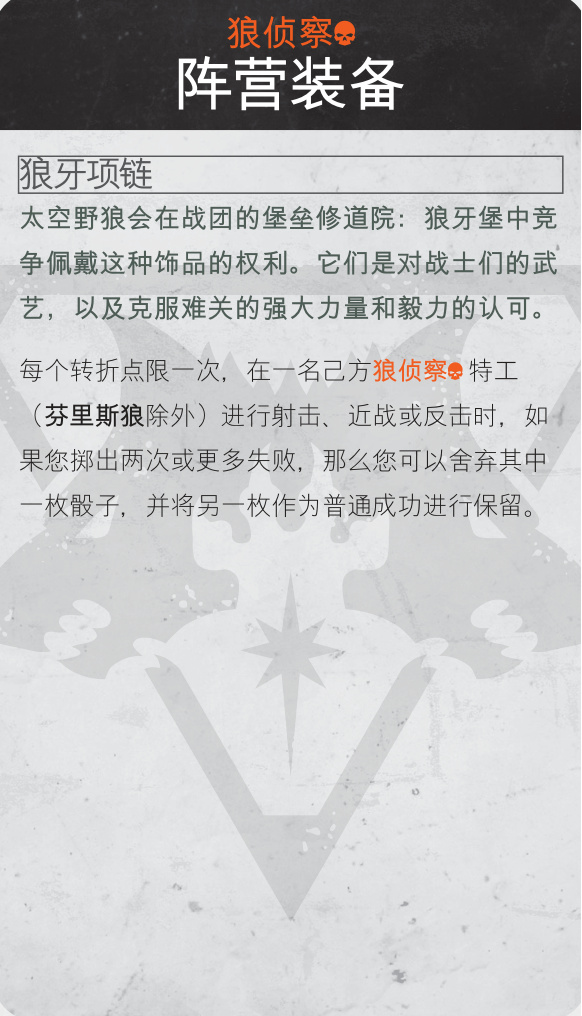 狼侦察
阵营装备
狼牙项链
太空野狼会在战团的堡垒修道院：狼牙堡中竞
争佩戴这种饰品的权利。它们是对战士们的武
艺，以及克服难关的强大力量和毅力的认可。
每个转折点限一次，在一名己方狼侦察特工
（芬里斯狼除外）进行射击、近战或反击时，如
果您掷出两次或更多失败，那么您可以舍弃其中
一枚骰子，并将另一枚作为普通成功进行保留。